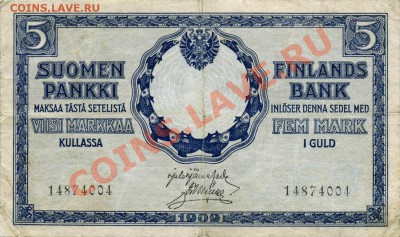 COINS.LAVE.RU
5 5
SUOMEN PANKKI
MAKSAA TÄSTÄ SETELISTÄ
VIISI MARKKAA
KULLASSA
FINLANDS BANK
INLÖSER DENNA SEDEL MED
FEM MARK
I GULD
COINS.LAVE.RU
14874004 14874004
1909